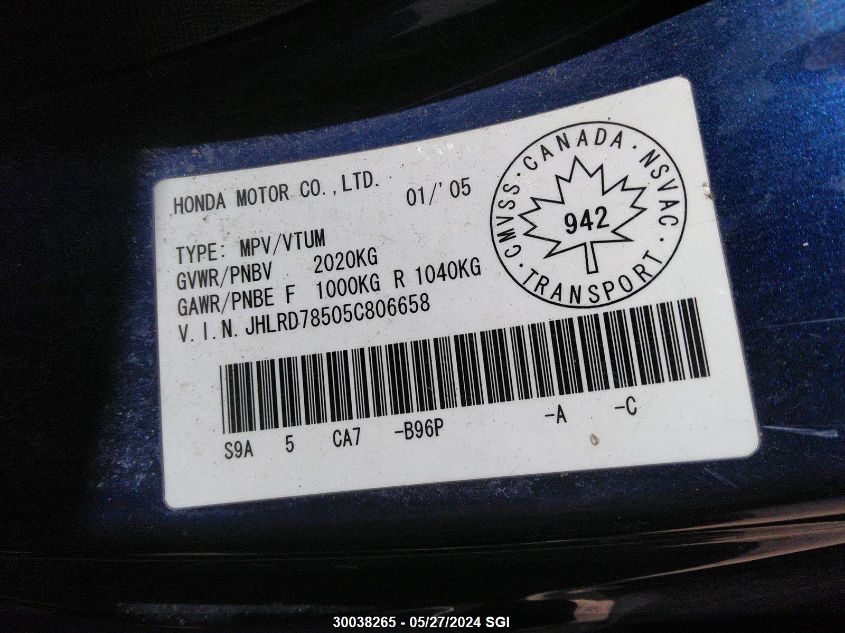 HONDA MOTOR CO.,LTD. 01/'05
TYPE: MPV/VTUM
GVWR/PNBV 2020KG
GAWR/PNBE F 1000KG R 1040KG
V.I.N. JHLRD78505C806658
S9A 5 CA7 -B96P -A -C
CMVSS · CANADA · NSVAC · TRANSPORT ·
942
30038265 - 05/27/2024 SGI